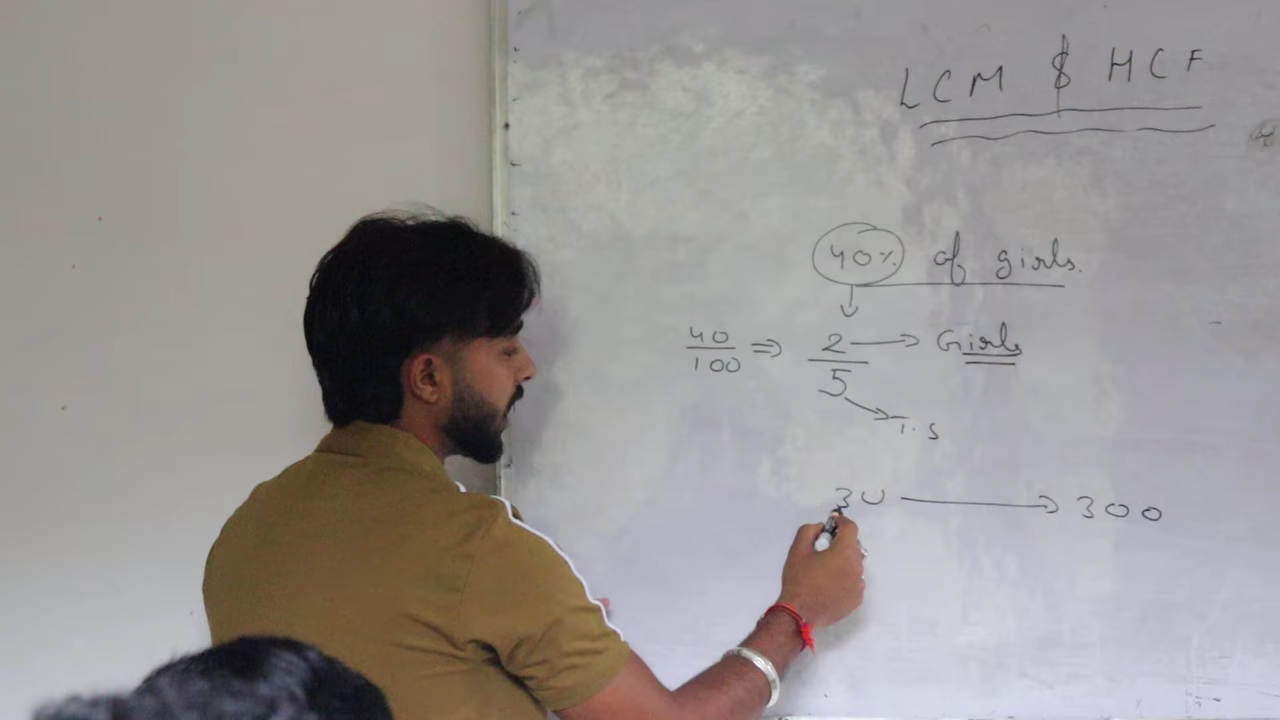 LCM & HCF
40% of girls.
40/100 ⇒ 2/5 → Girls
→ T.S
30 → 300